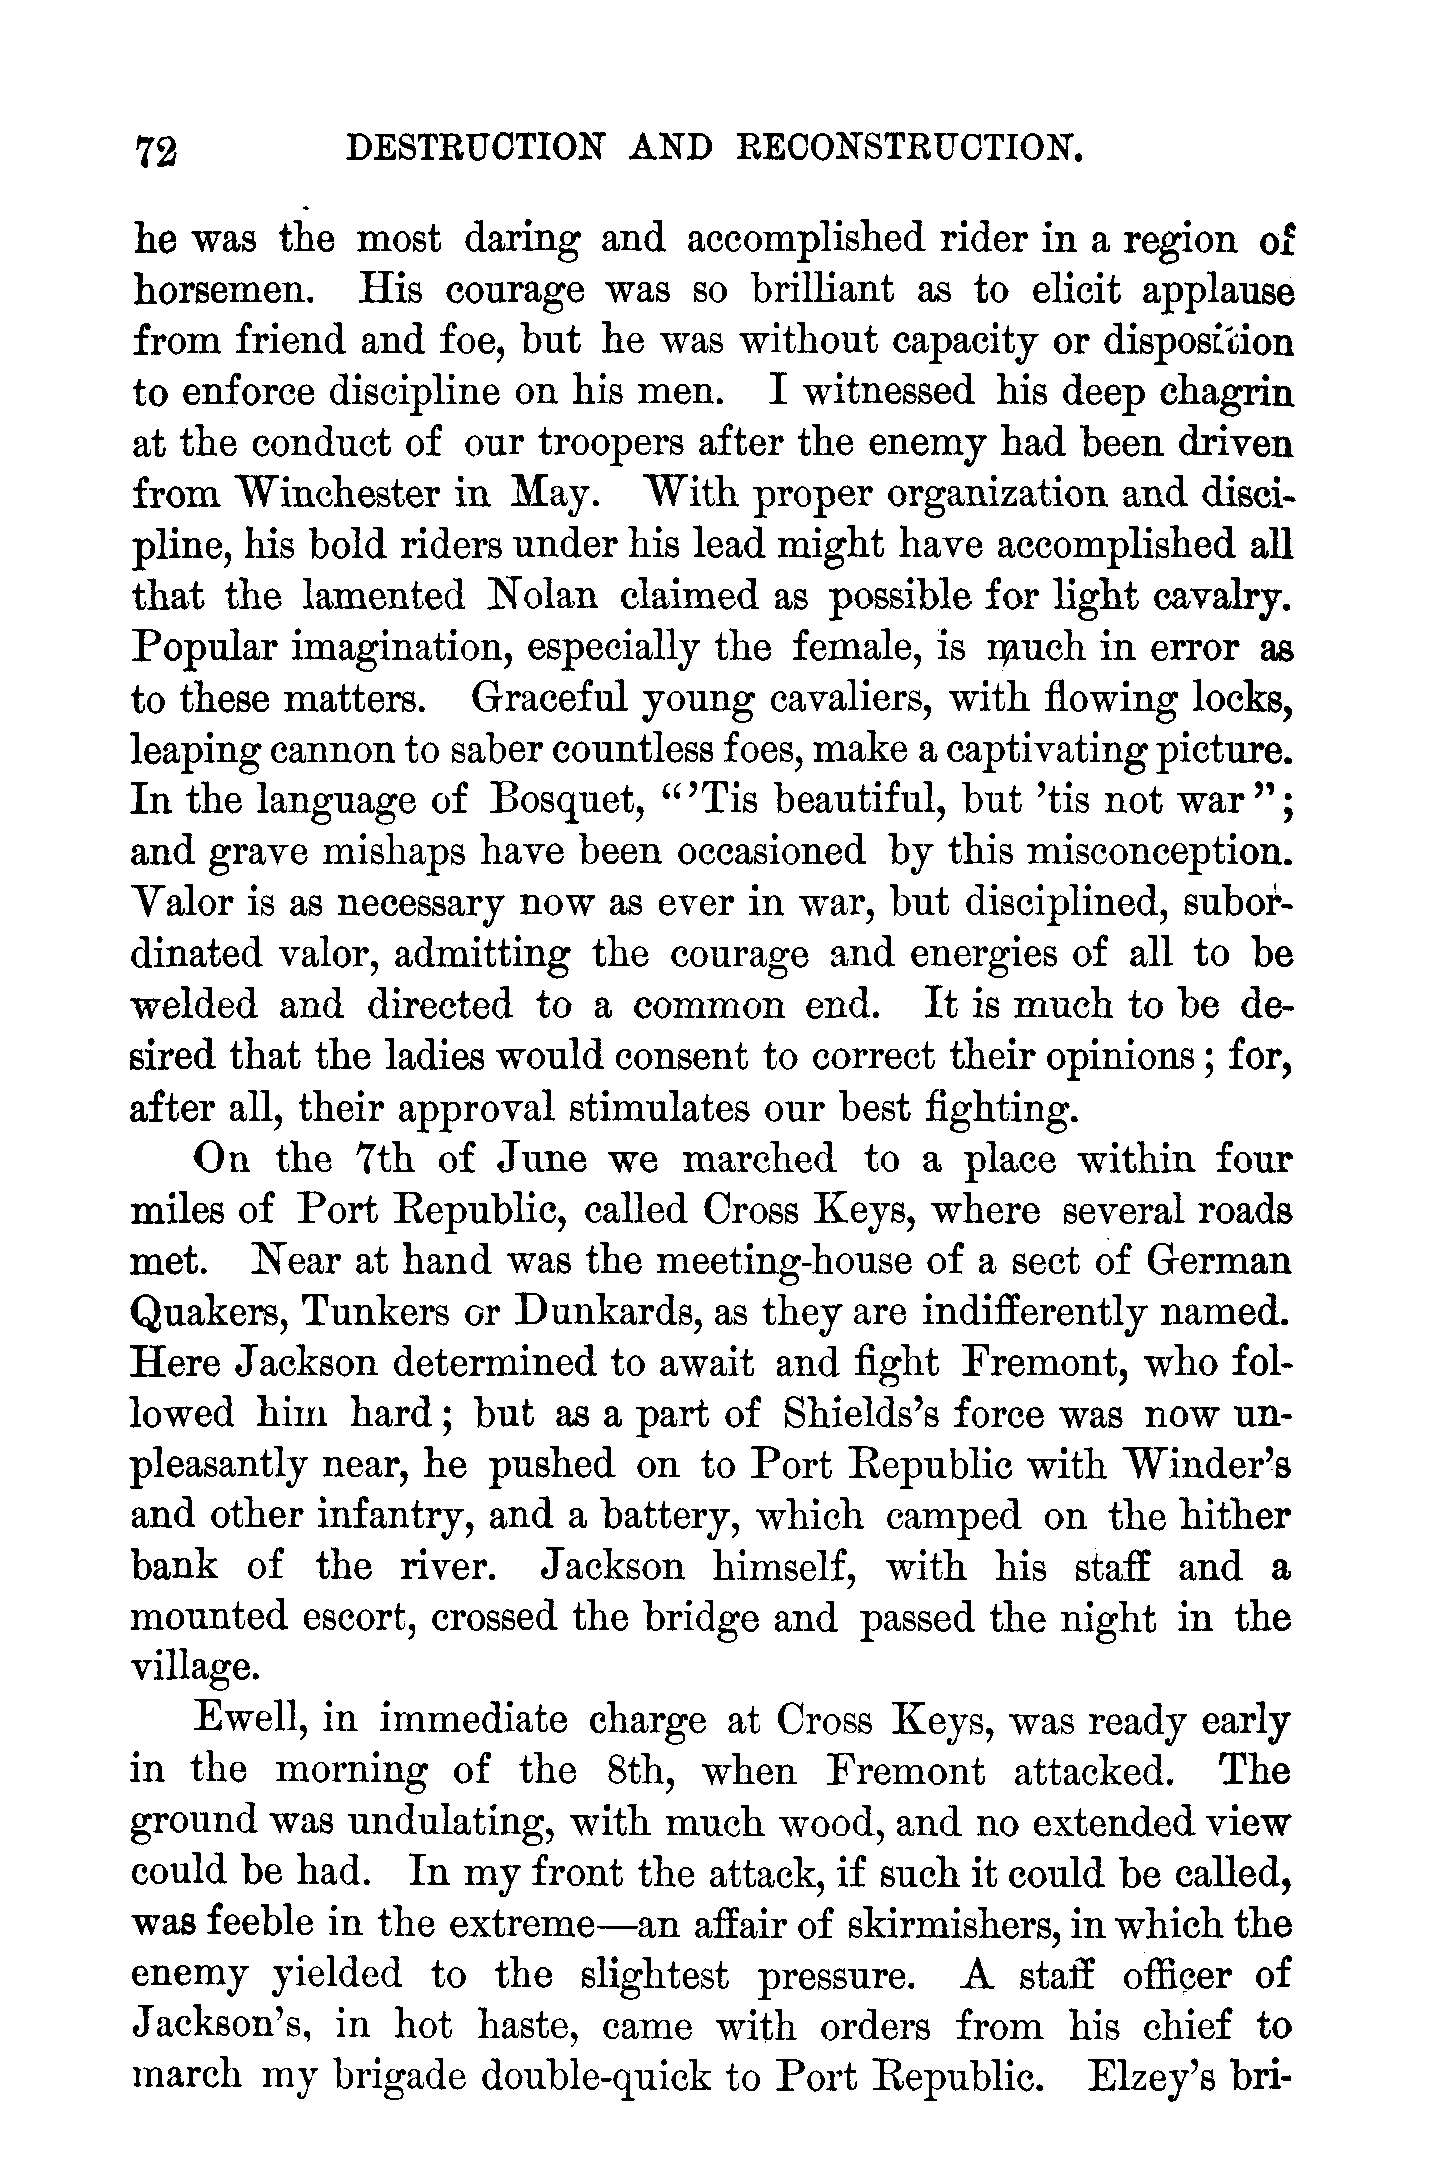 72 DESTRUCTION AND RECONSTRUCTION.
he was the most daring and accomplished rider in a region of
horsemen. His courage was so brilliant as to elicit applause
from friend and foe, but he was without capacity or disposition
to enforce discipline on his men. I witnessed his deep chagrin
at the conduct of our troopers after the enemy had been driven
from Winchester in May. With proper organization and disci-
pline, his bold riders under his lead might have accomplished all
that the lamented Nolan claimed as possible for light cavalry.
Popular imagination, especially the female, is much in error as
to these matters. Graceful young cavaliers, with flowing locks,
leaping cannon to saber countless foes, make a captivating picture.
In the language of Bosquet, "'Tis beautiful, but 'tis not war";
and grave mishaps have been occasioned by this misconception.
Valor is as necessary now as ever in war, but disciplined, subor-
dinated valor, admitting the courage and energies of all to be
welded and directed to a common end. It is much to be de-
sired that the ladies would consent to correct their opinions; for,
after all, their approval stimulates our best fighting.
On the 7th of June we marched to a place within four
miles of Port Republic, called Cross Keys, where several roads
met. Near at hand was the meeting-house of a sect of German
Quakers, Tunkers or Dunkards, as they are indifferently named.
Here Jackson determined to await and fight Fremont, who fol-
lowed him hard; but as a part of Shields's force was now un-
pleasantly near, he pushed on to Port Republic with Winder's
and other infantry, and a battery, which camped on the hither
bank of the river. Jackson himself, with his staff and a
mounted escort, crossed the bridge and passed the night in the
village.
Ewell, in immediate charge at Cross Keys, was ready early
in the morning of the 8th, when Fremont attacked. The
ground was undulating, with much wood, and no extended view
could be had. In my front the attack, if such it could be called,
was feeble in the extreme—an affair of skirmishers, in which the
enemy yielded to the slightest pressure. A staff officer of
Jackson's, in hot haste, came with orders from his chief to
march my brigade double-quick to Port Republic. Elzey's bri-